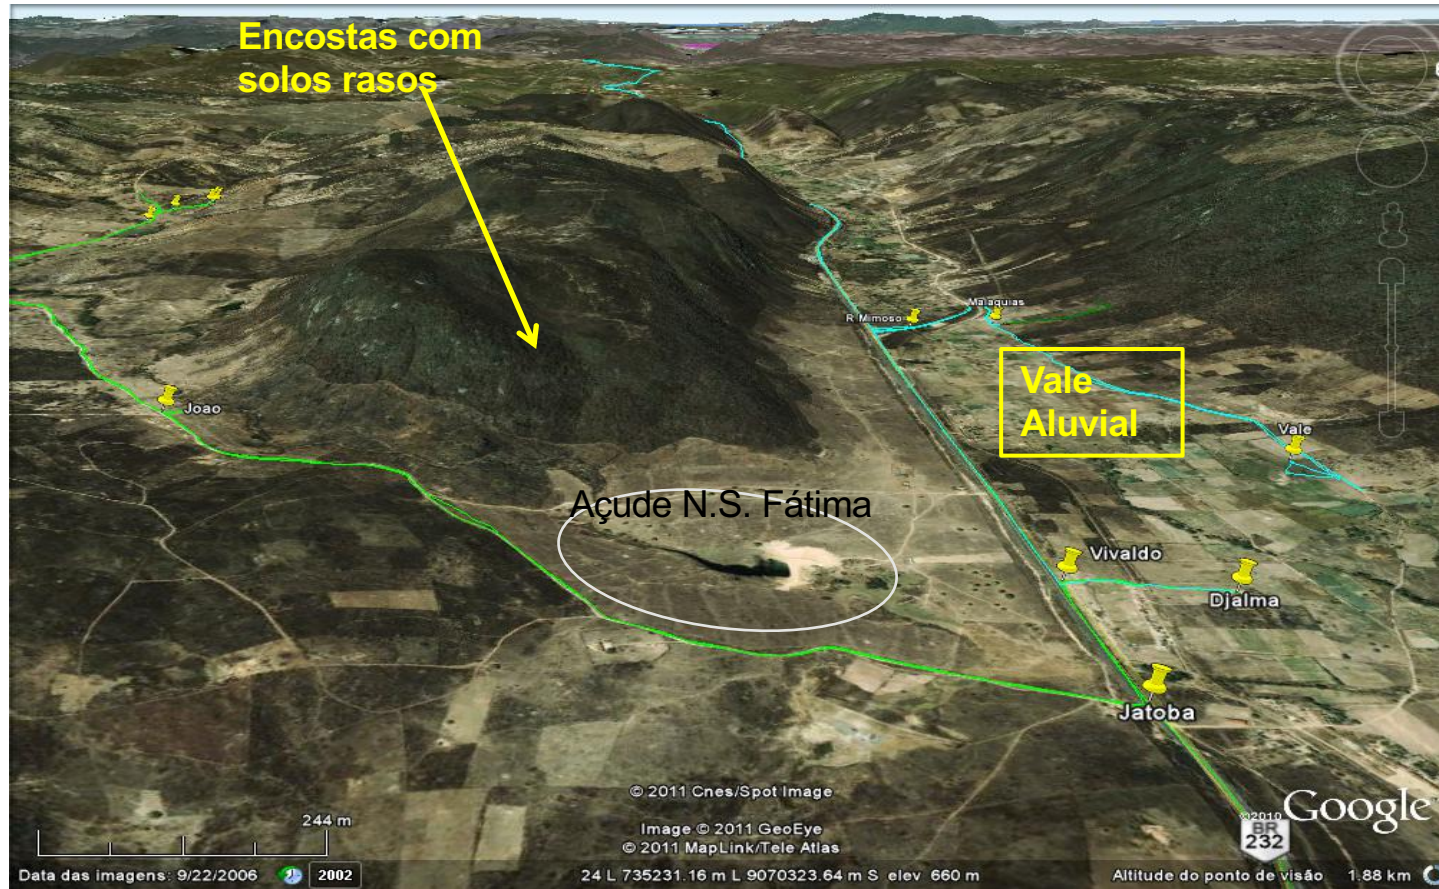 Encostas com
solos rasos
R Mimoso
Malaquias
Joao
Vale
Aluvial
Vale
Açude N.S. Fátima
Vivaldo
Djalma
Jatoba
© 2011 Cnes/Spot Image
244 m
Image © 2011 GeoEye
© 2011 MapLink/Tele Atlas
©2010 Google
BR
232
Data das imagens: 9/22/2006
2002
24 L 735231.16 m L 9070323.64 m S elev 660 m
Altitude do ponto de visão 1.88 km